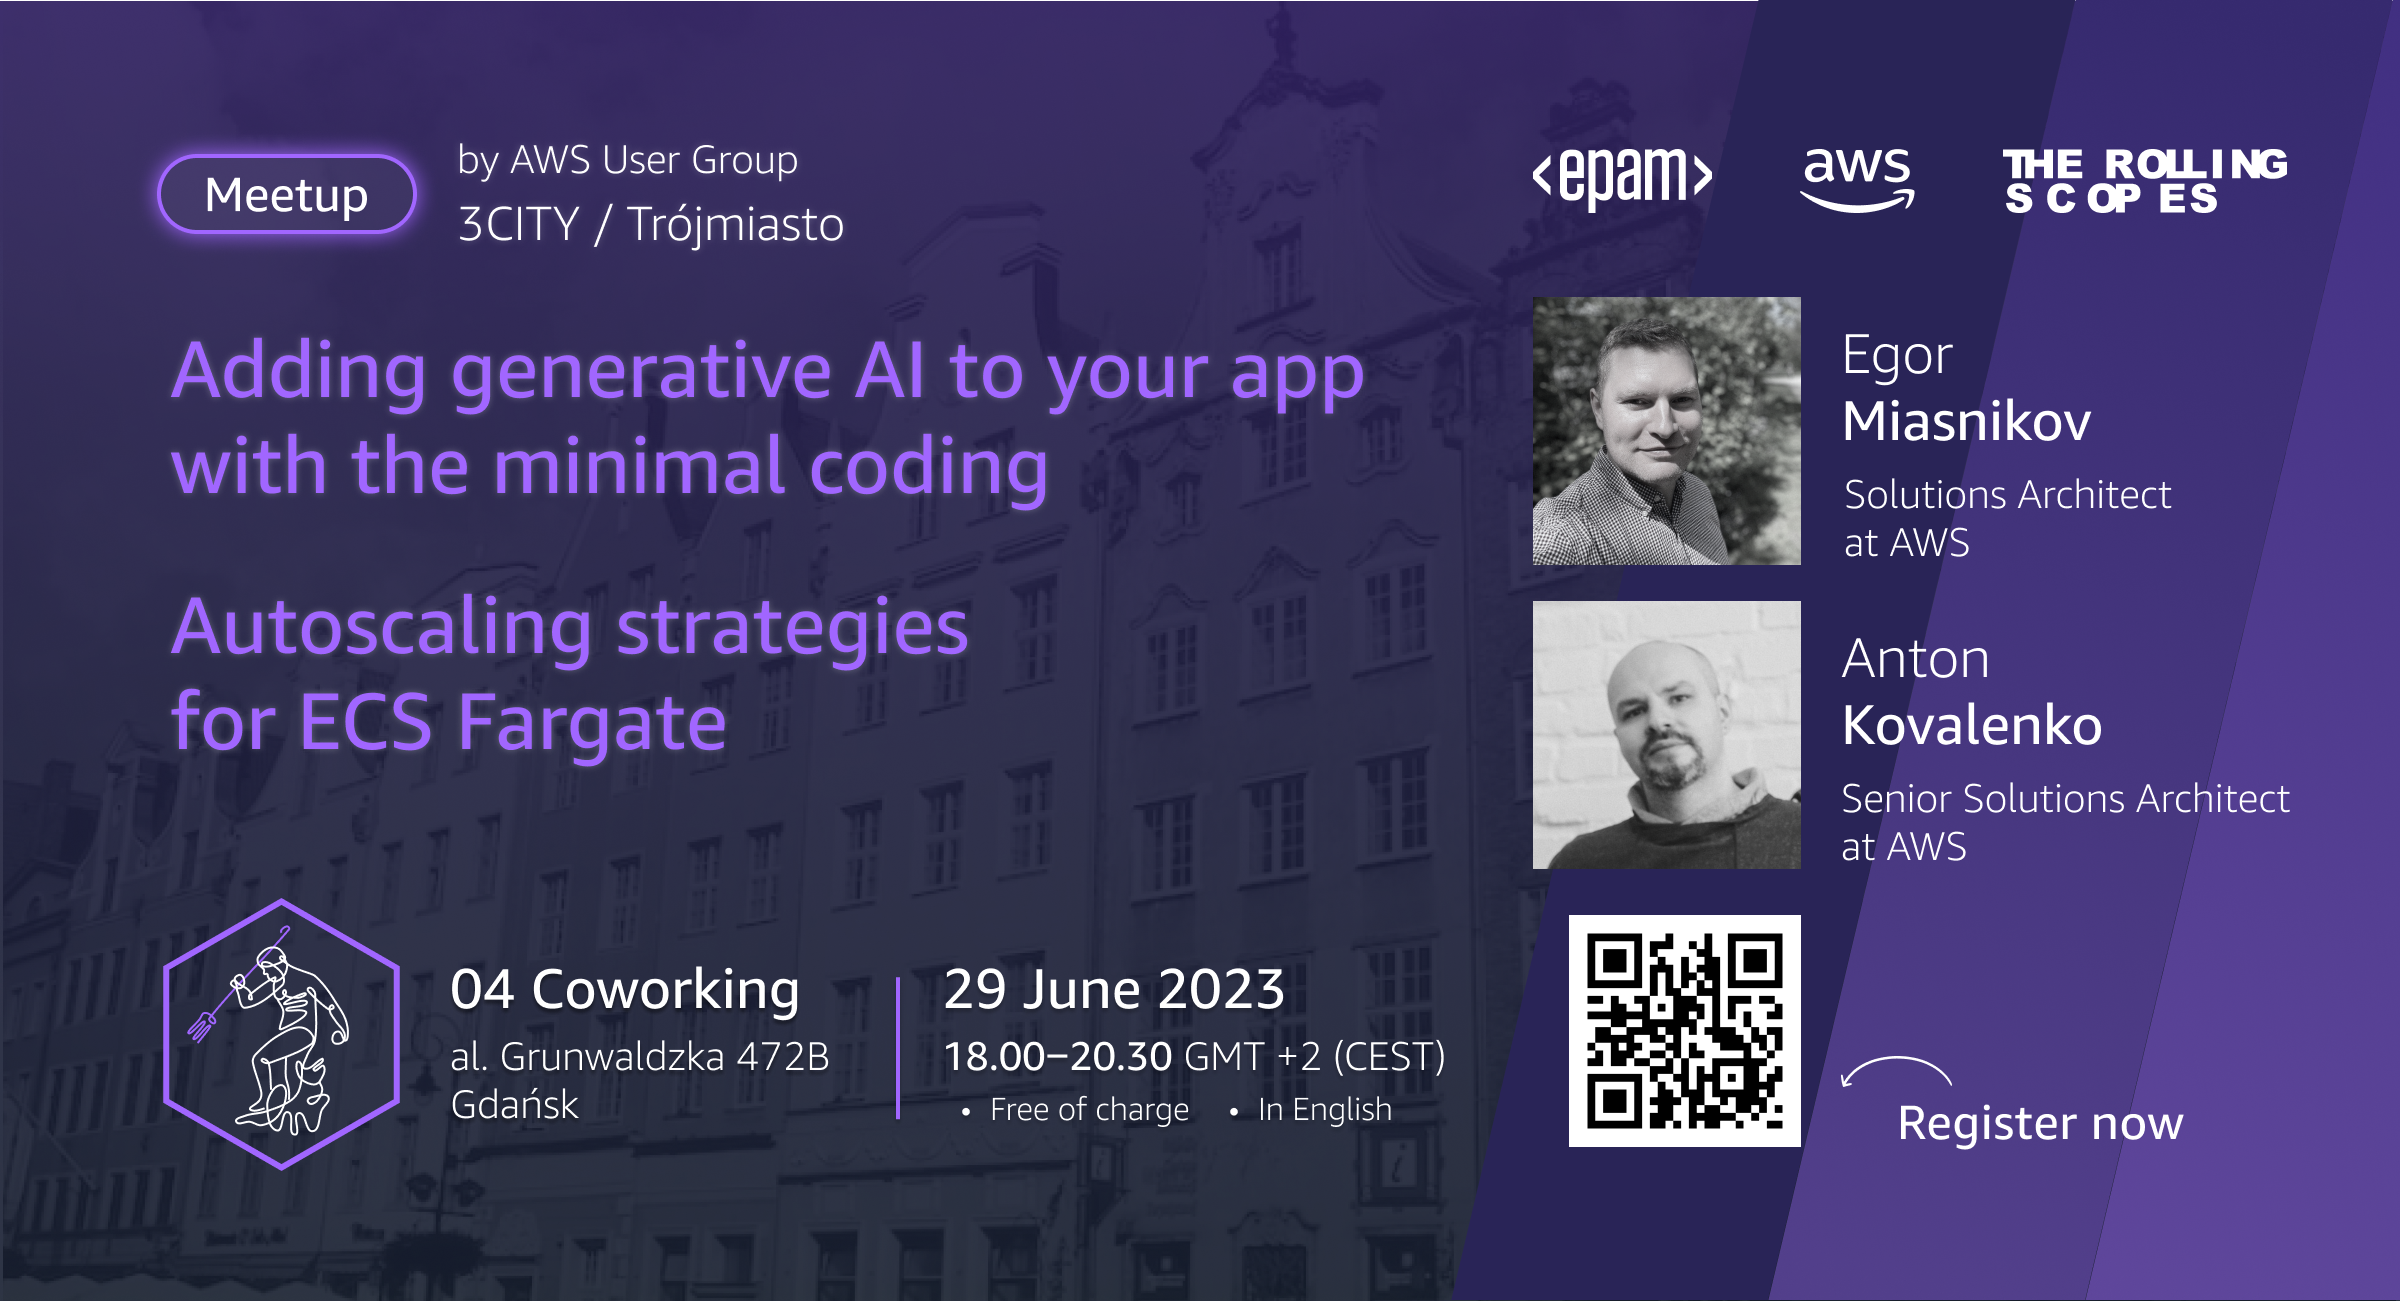 Meetup
by AWS User Group
3CITY / Trójmiasto
<epam>
aws
THE ROLLING
SCOPES
Adding generative AI to your app
with the minimal coding
Autoscaling strategies
for ECS Fargate
Egor
Miasnikov
Solutions Architect
at AWS
Anton
Kovalenko
Senior Solutions Architect
at AWS
04 Coworking
al. Grunwaldzka 472B
Gdańsk
29 June 2023
18.00–20.30 GMT +2 (CEST)
• Free of charge • In English
Register now